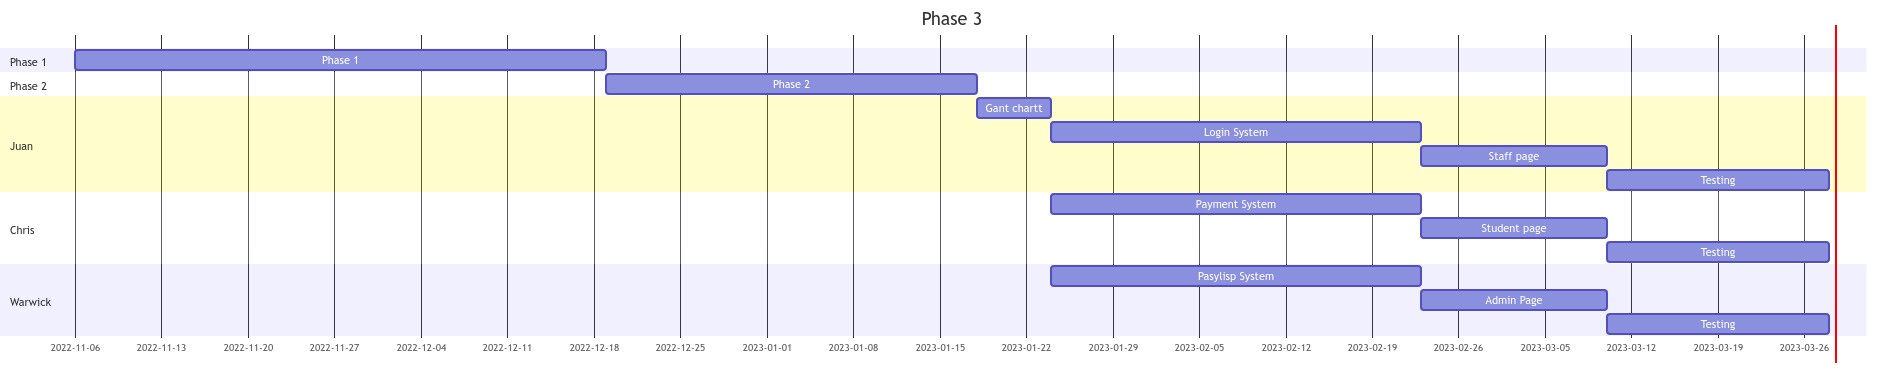 Phase 3
Phase 1
Phase 1
Phase 2
Phase 2
Juan
Gant chartt
Login System
Staff page
Testing
Chris
Payment System
Student page
Testing
Warwick
Pasylisp System
Admin Page
Testing
2022-11-06 2022-11-13 2022-11-20 2022-11-27 2022-12-04 2022-12-11 2022-12-18 2022-12-25 2023-01-01 2023-01-08 2023-01-15 2023-01-22 2023-01-29 2023-02-05 2023-02-12 2023-02-19 2023-02-26 2023-03-05 2023-03-12 2023-03-19 2023-03-26